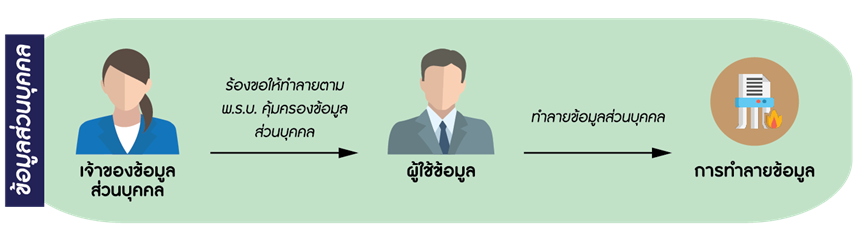 ข้อมูลส่วนบุคคล
ร้องขอให้ทำลายตาม
พ.ร.บ. คุ้มครองข้อมูล
ส่วนบุคคล
ทำลายข้อมูลส่วนบุคคล
เจ้าของข้อมูล
ส่วนบุคคล
ผู้ใช้ข้อมูล
การทำลายข้อมูล